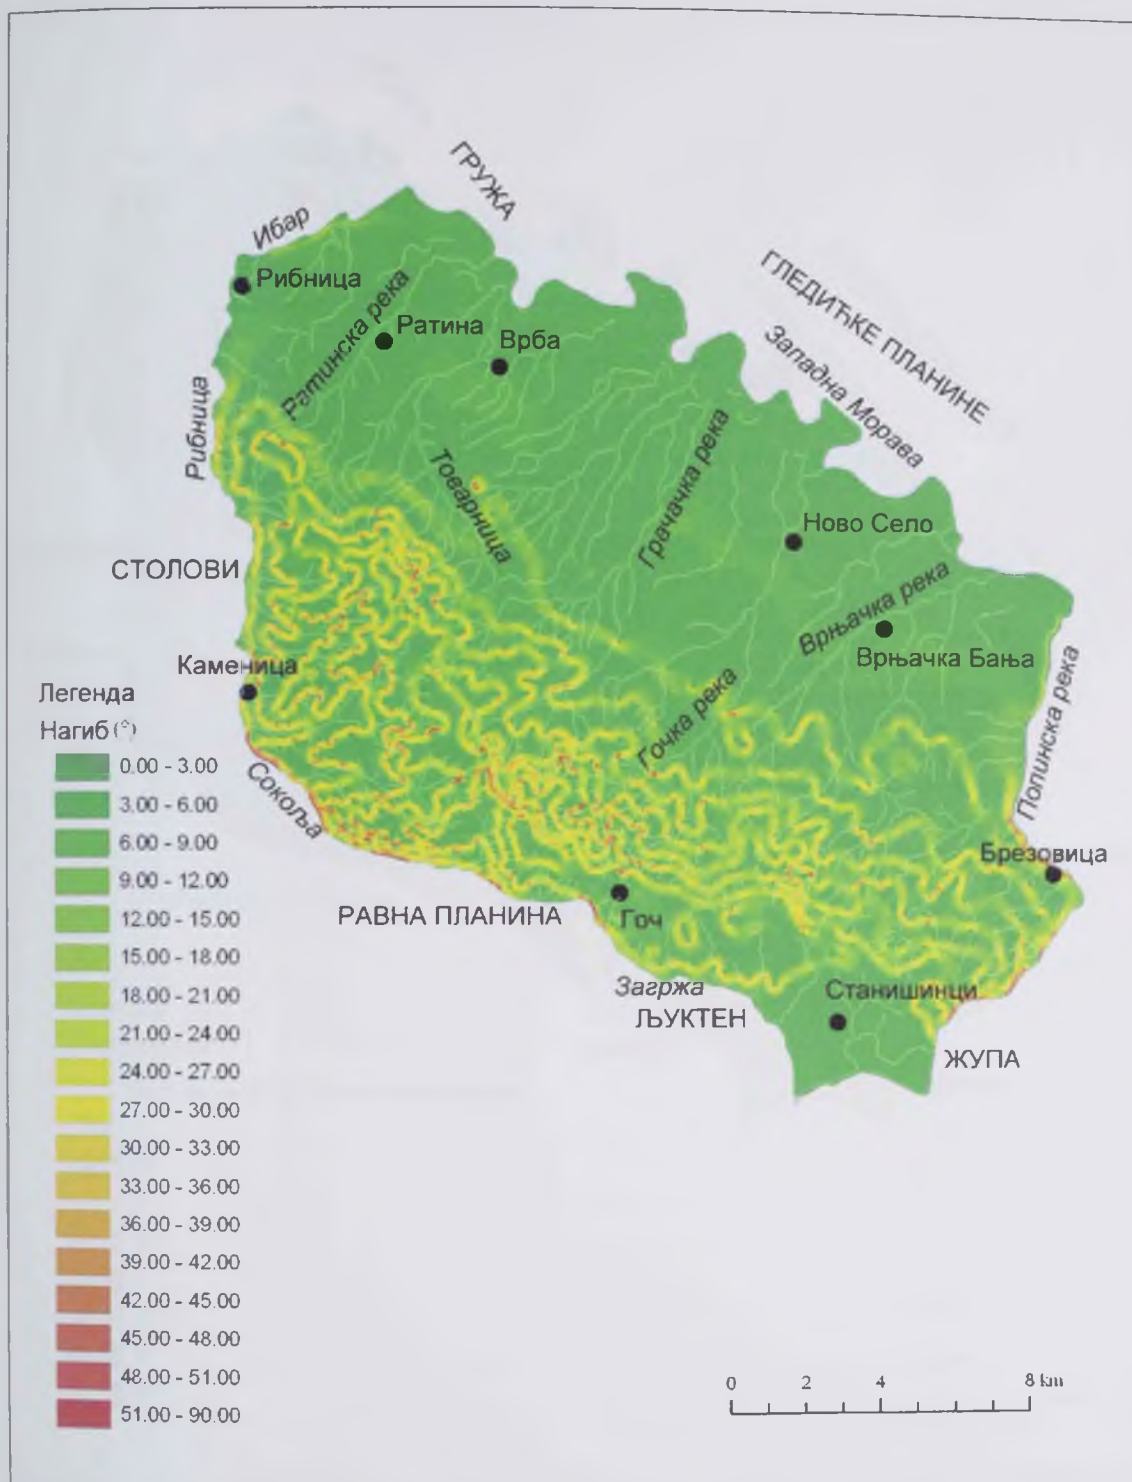 ГРУЖА
Ибар
ГЛЕДИЋКЕ ПЛАНИНЕ
Рибница
Ратинска река
Ратина
Врба
Западна Морава
Рибница
Товарница
Грачачка река
Ново Село
СТОЛОВИ
Врњачка река
Врњачка Бања
Каменица
Гочка река
Попинска река
Сокоља
Брезовица
РАВНА ПЛАНИНА
Гоч
Загржа
Станишинци
ЉУКТЕН
ЖУПА
Легенда
Нагиб (°)
0.00 - 3.00
3.00 - 6.00
6.00 - 9.00
9.00 - 12.00
12.00 - 15.00
15.00 - 18.00
18.00 - 21.00
21.00 - 24.00
24.00 - 27.00
27.00 - 30.00
30.00 - 33.00
33.00 - 36.00
36.00 - 39.00
39.00 - 42.00
42.00 - 45.00
45.00 - 48.00
48.00 - 51.00
51.00 - 90.00
0 2 4 8 km